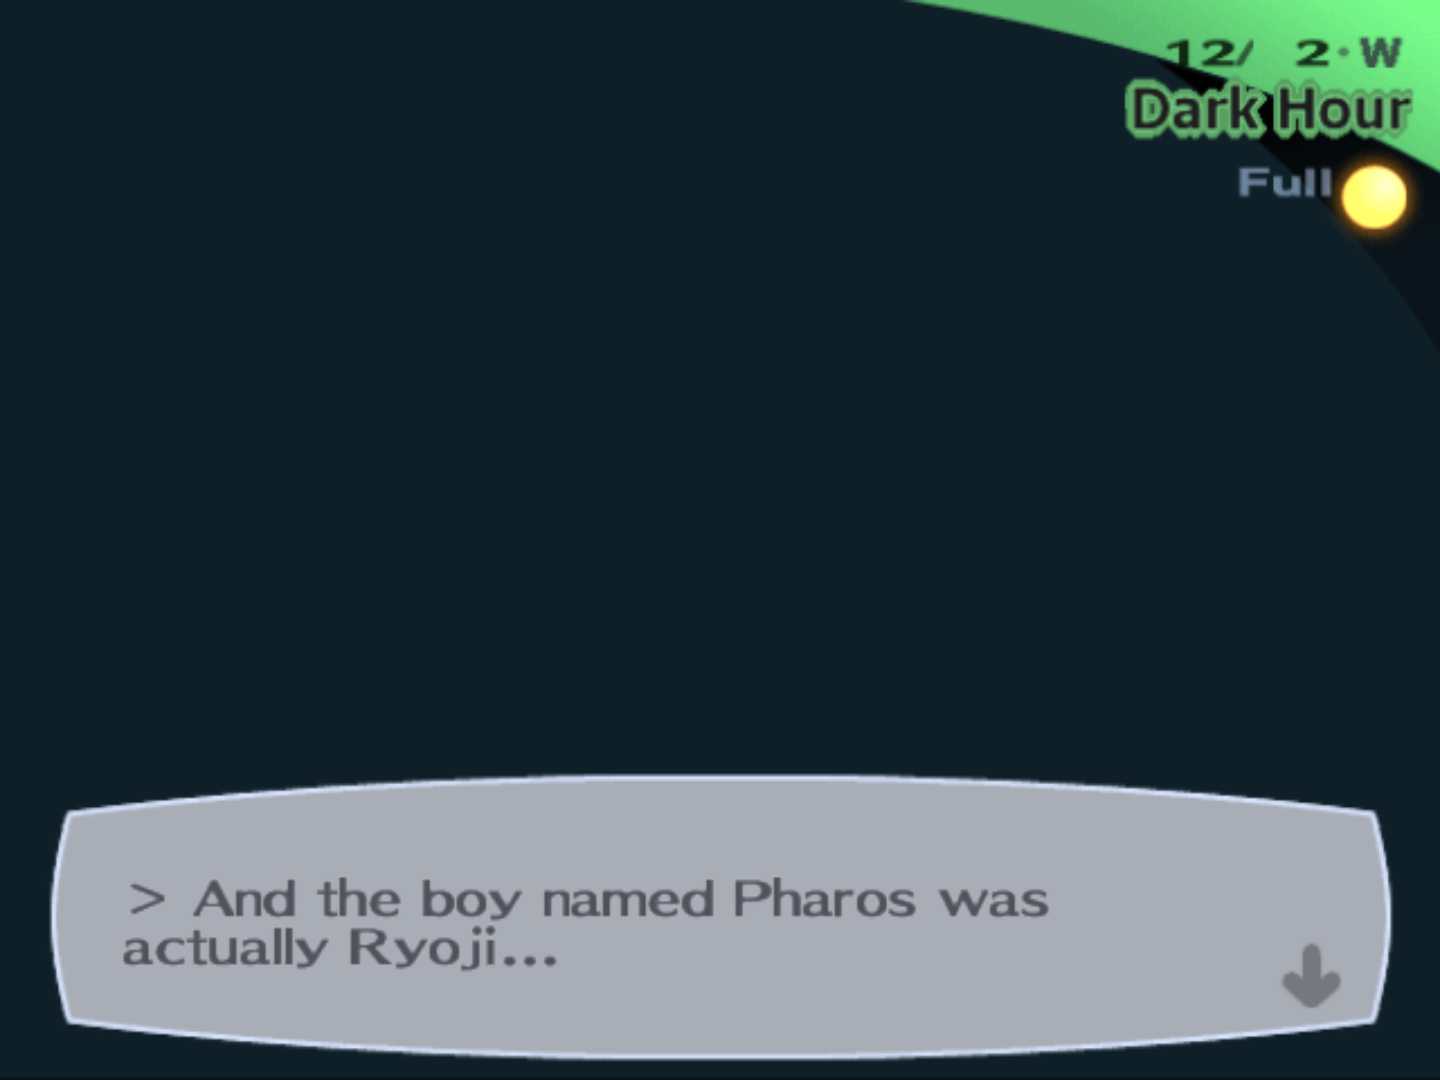 12/ 2·W
Dark Hour
Full
> And the boy named Pharos was
actually Ryoji...